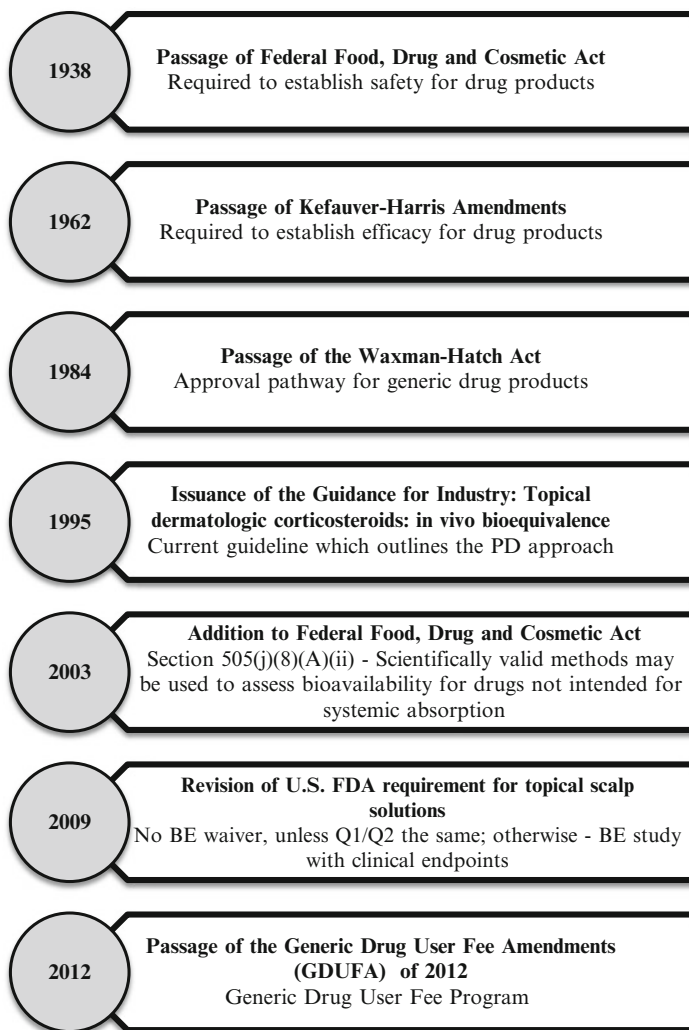 1938
Passage of Federal Food, Drug and Cosmetic Act
Required to establish safety for drug products
1962
Passage of Kefauver-Harris Amendments
Required to establish efficacy for drug products
1984
Passage of the Waxman-Hatch Act
Approval pathway for generic drug products
1995
Issuance of the Guidance for Industry: Topical
dermatologic corticosteroids: in vivo bioequivalence
Current guideline which outlines the PD approach
2003
Addition to Federal Food, Drug and Cosmetic Act
Section 505(j)(8)(A)(ii) - Scientifically valid methods may
be used to assess bioavailability for drugs not intended for
systemic absorption
2009
Revision of U.S. FDA requirement for topical scalp
solutions
No BE waiver, unless Q1/Q2 the same; otherwise - BE study
with clinical endpoints
2012
Passage of the Generic Drug User Fee Amendments
(GDUFA) of 2012
Generic Drug User Fee Program